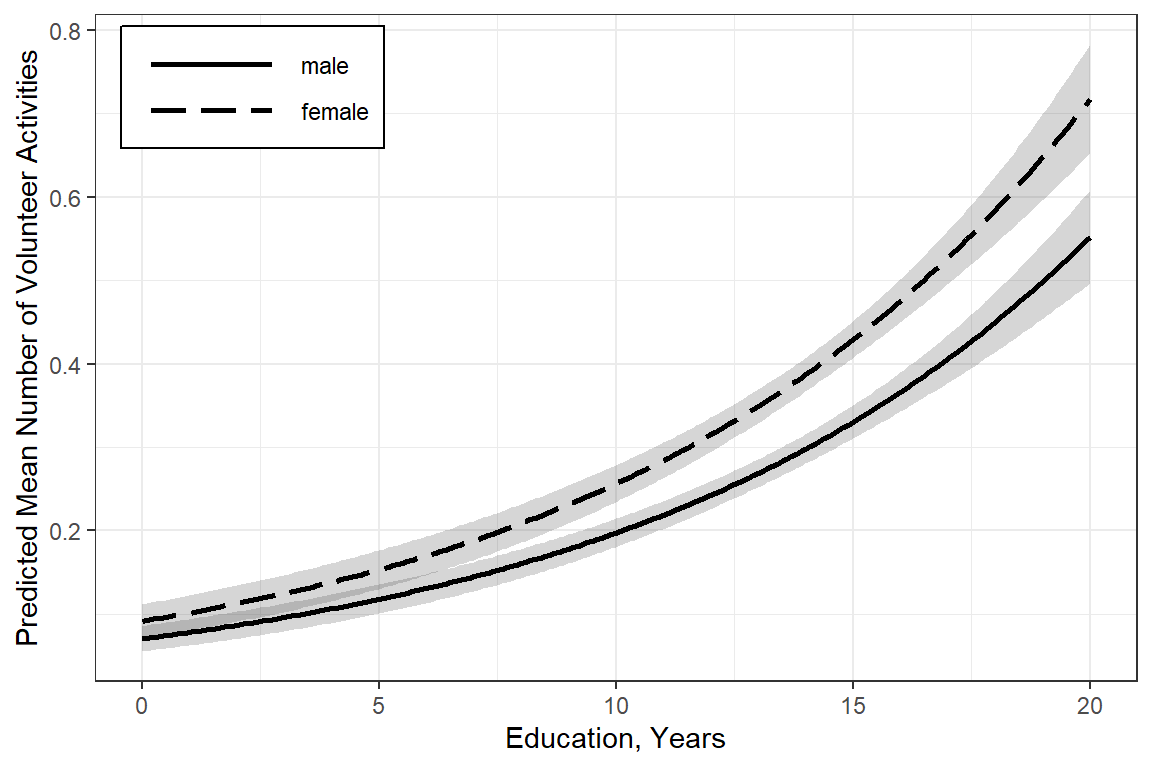 male
female
Predicted Mean Number of Volunteer Activities
0.8
0.6
0.4
0.2
0 5 10 15 20
Education, Years